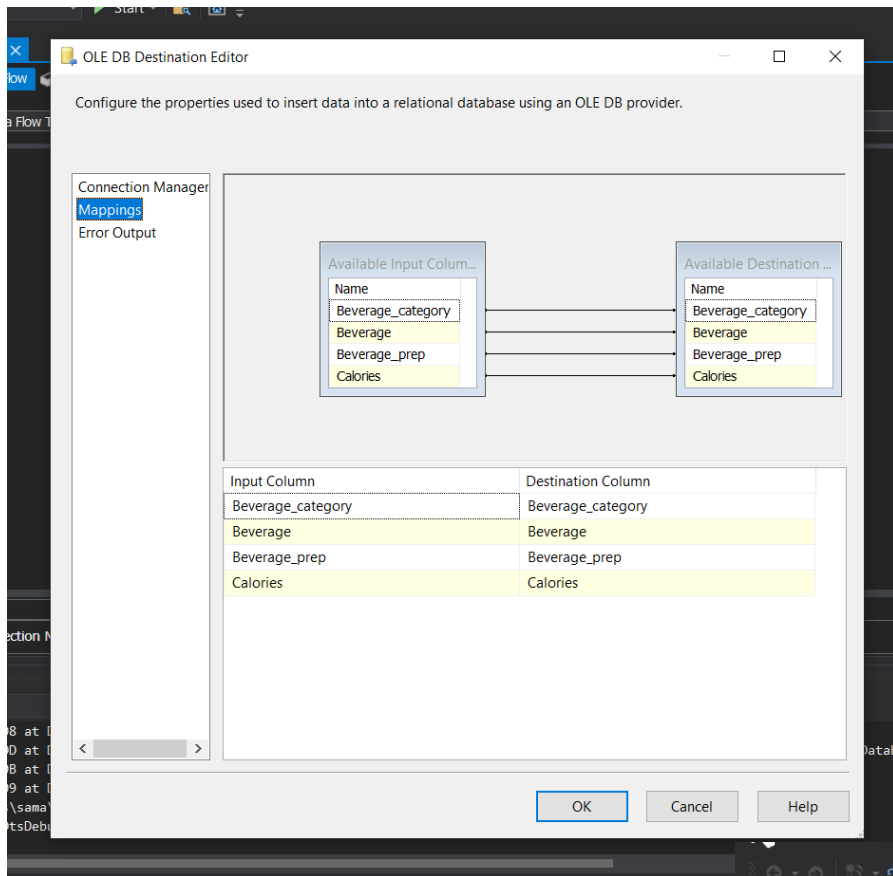 Start
OLE DB Destination Editor
Configure the properties used to insert data into a relational database using an OLE DB provider.
a Flow T
Connection Manager
Mappings
Error Output
Available Input Colum...
Name
Beverage_category
Beverage
Beverage_prep
Calories
Available Destination ...
Name
Beverage_category
Beverage
Beverage_prep
Calories
Input Column Destination Column
Beverage_category Beverage_category
Beverage Beverage
Beverage_prep Beverage_prep
Calories Calories
OK Cancel Help